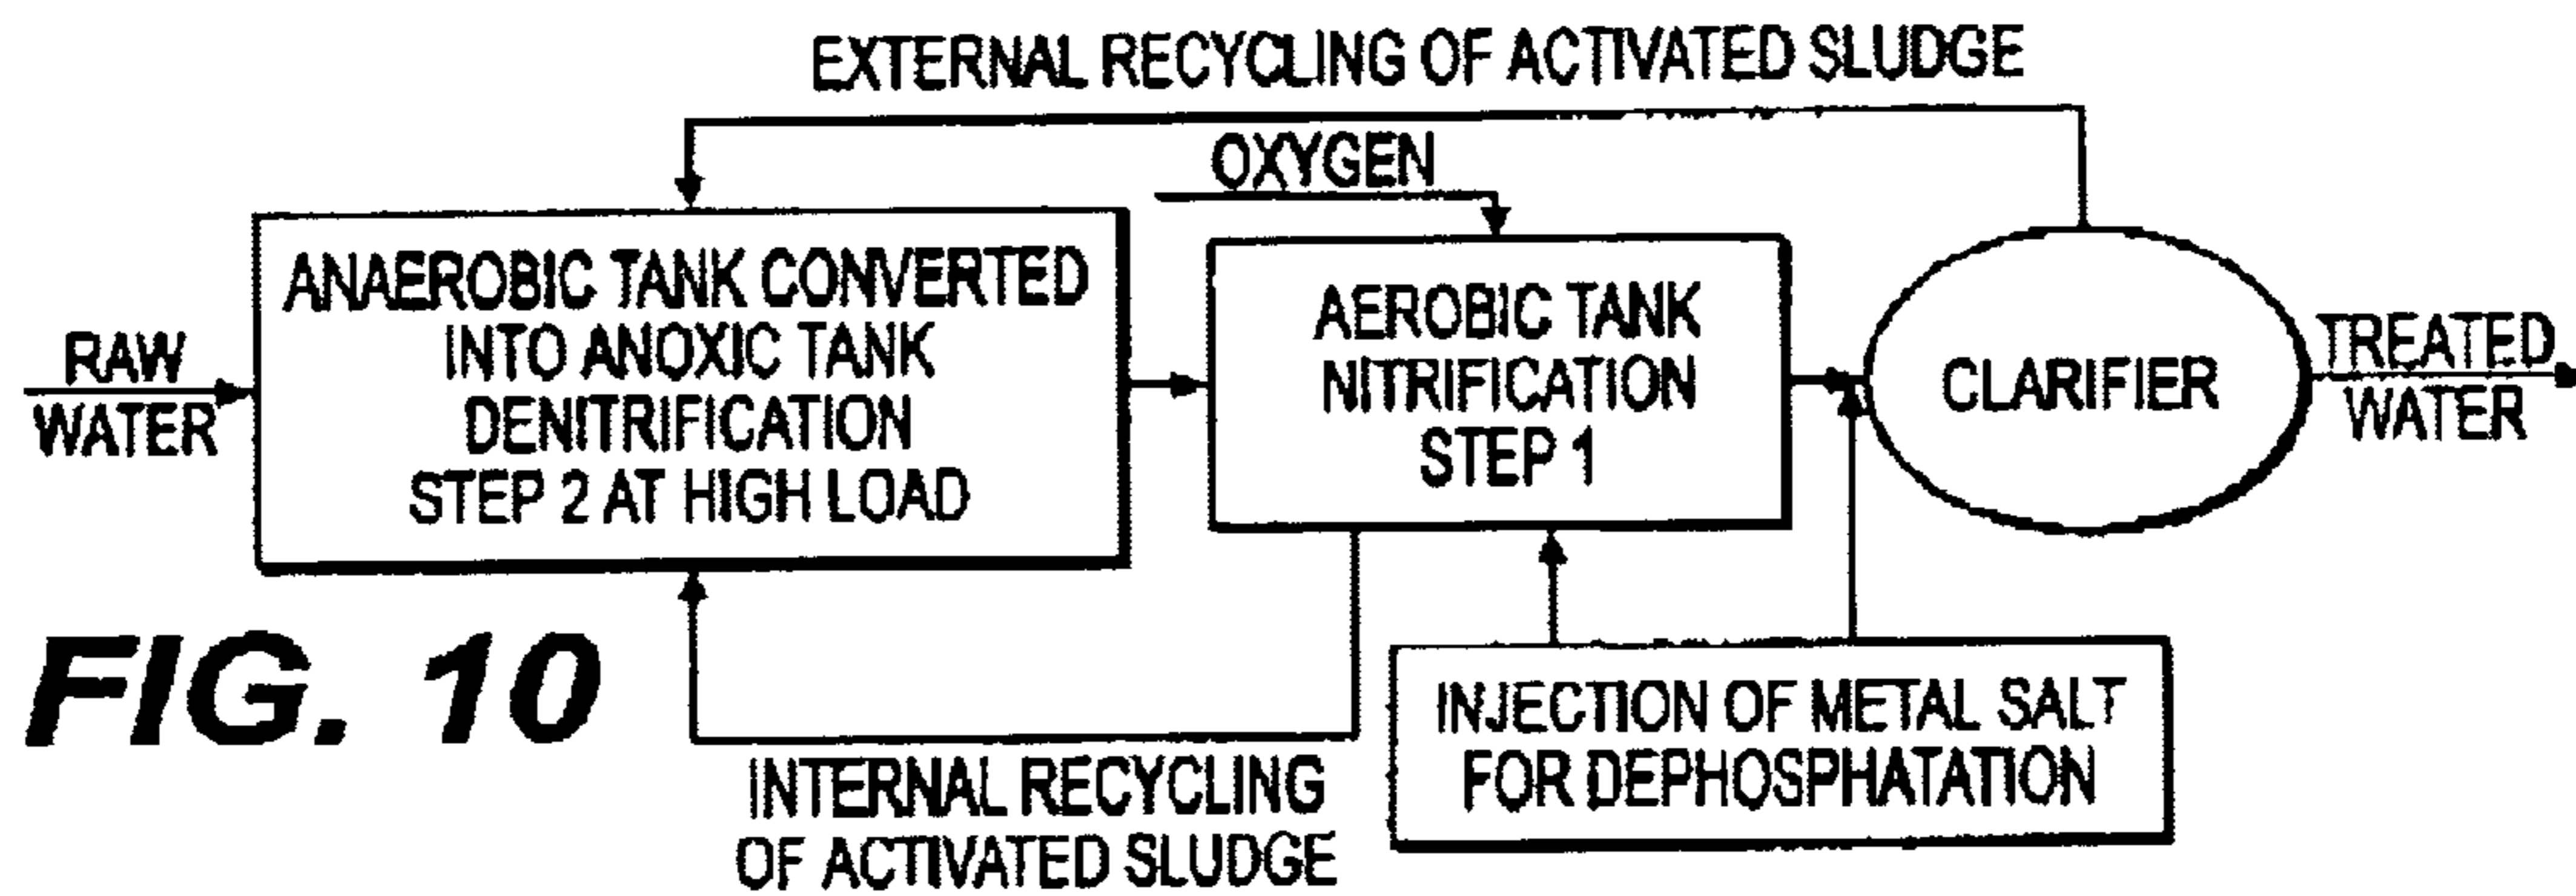 EXTERNAL RECYCLING OF ACTIVATED SLUDGE
OXYGEN
RAW
WATER
ANAEROBIC TANK CONVERTED
INTO ANOXIC TANK
DENITRIFICATION
STEP 2 AT HIGH LOAD
AEROBIC TANK
NITRIFICATION
STEP 1
CLARIFIER
TREATED
WATER
FIG. 10
INTERNAL RECYCLING
OF ACTIVATED SLUDGE
INJECTION OF METAL SALT
FOR DEPHOSPHATATION